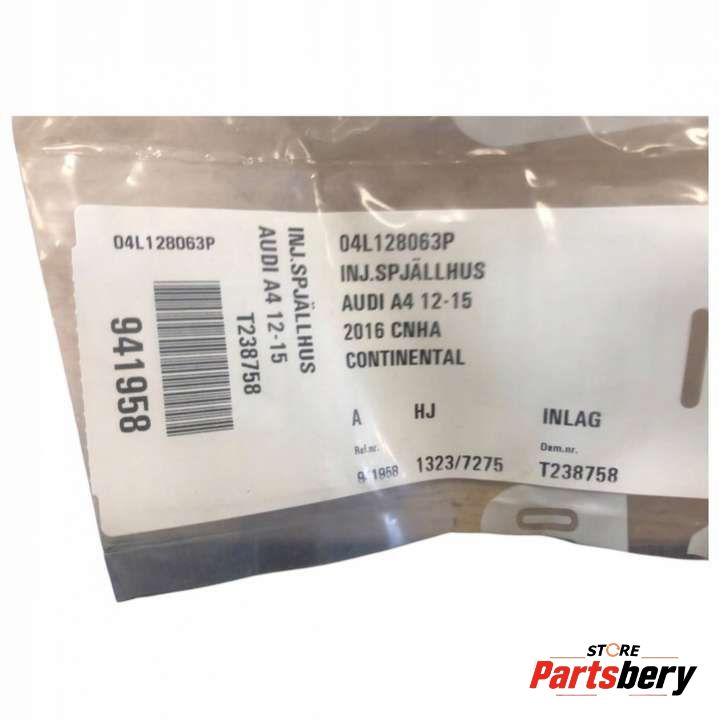 04L128063P
941958
INJ.SPJÄLLHUS
AUDI A4 12-15
T238758
04L128063P
INJ.SPJÄLLHUS
AUDI A4 12-15
2016 CNHA
CONTINENTAL
A HJ INLAG
Ref.nr. Dem.nr.
941958 1323/7275 T238758
STORE
Partsbery